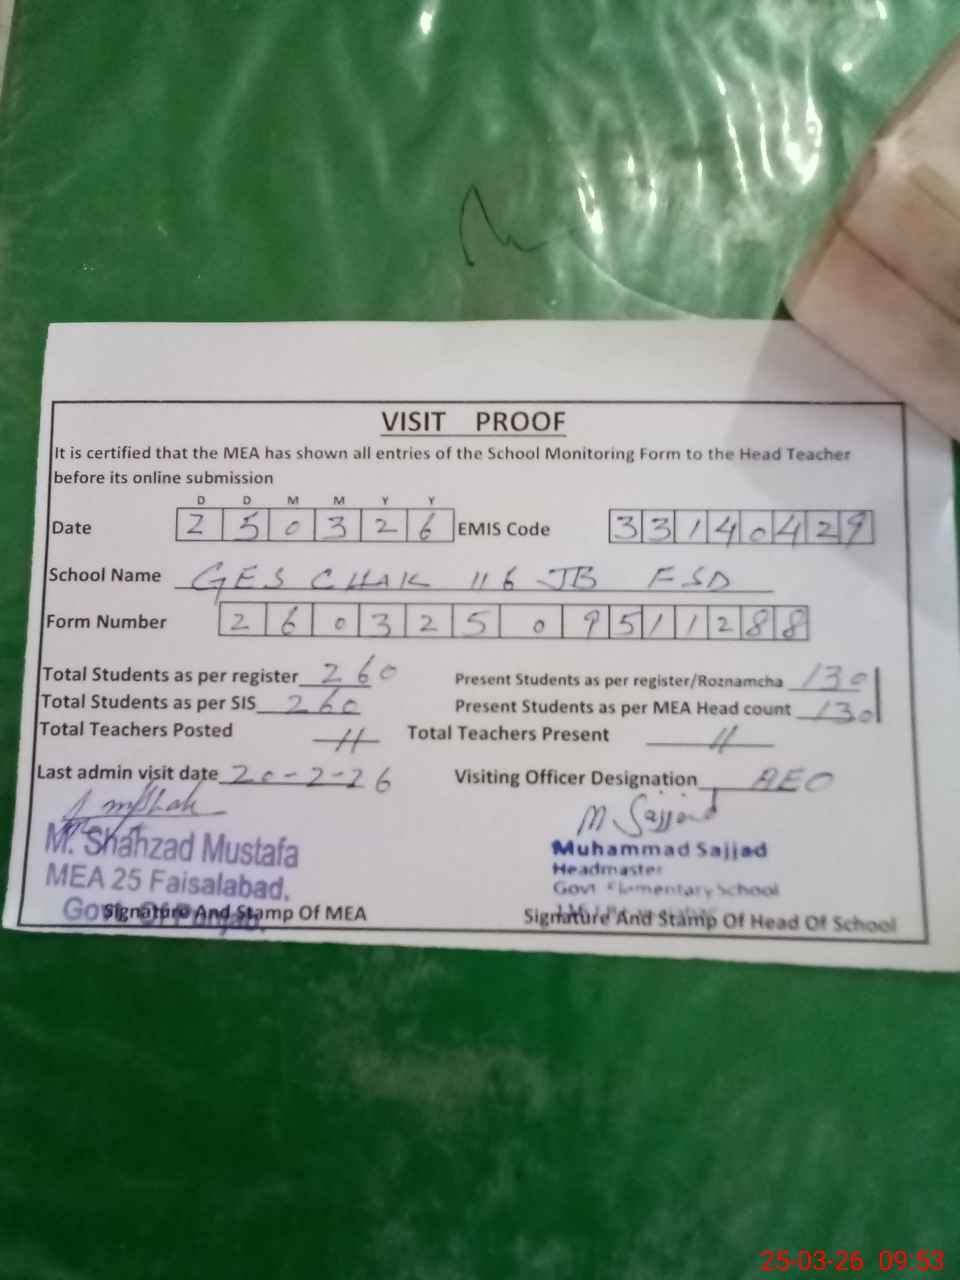 VISIT PROOF
It is certified that the MEA has shown all entries of the School Monitoring Form to the Head Teacher
before its online submission
D D M M Y Y
Date 2 5 0 3 2 6 EMIS Code 3 3 1 4 0 4 2 9
School Name GES CHAK 116 JB FSD
Form Number 2 6 0 3 2 5 0 9 5 1 1 2 8 8
Total Students as per register 260 Present Students as per register/Roznamcha 130
Total Students as per SIS 260 Present Students as per MEA Head count 130
Total Teachers Posted 11 Total Teachers Present 11
Last admin visit date 20-2-26 Visiting Officer Designation AEO
M. Sajjad
M. Shahzad Mustafa Muhammad Sajjad
MEA 25 Faisalabad. Headmaster
Govt Elementary School
Govt. Of Punjab.
Signature And Stamp Of MEA Signature And Stamp Of Head Of School
25-03-26 09:53